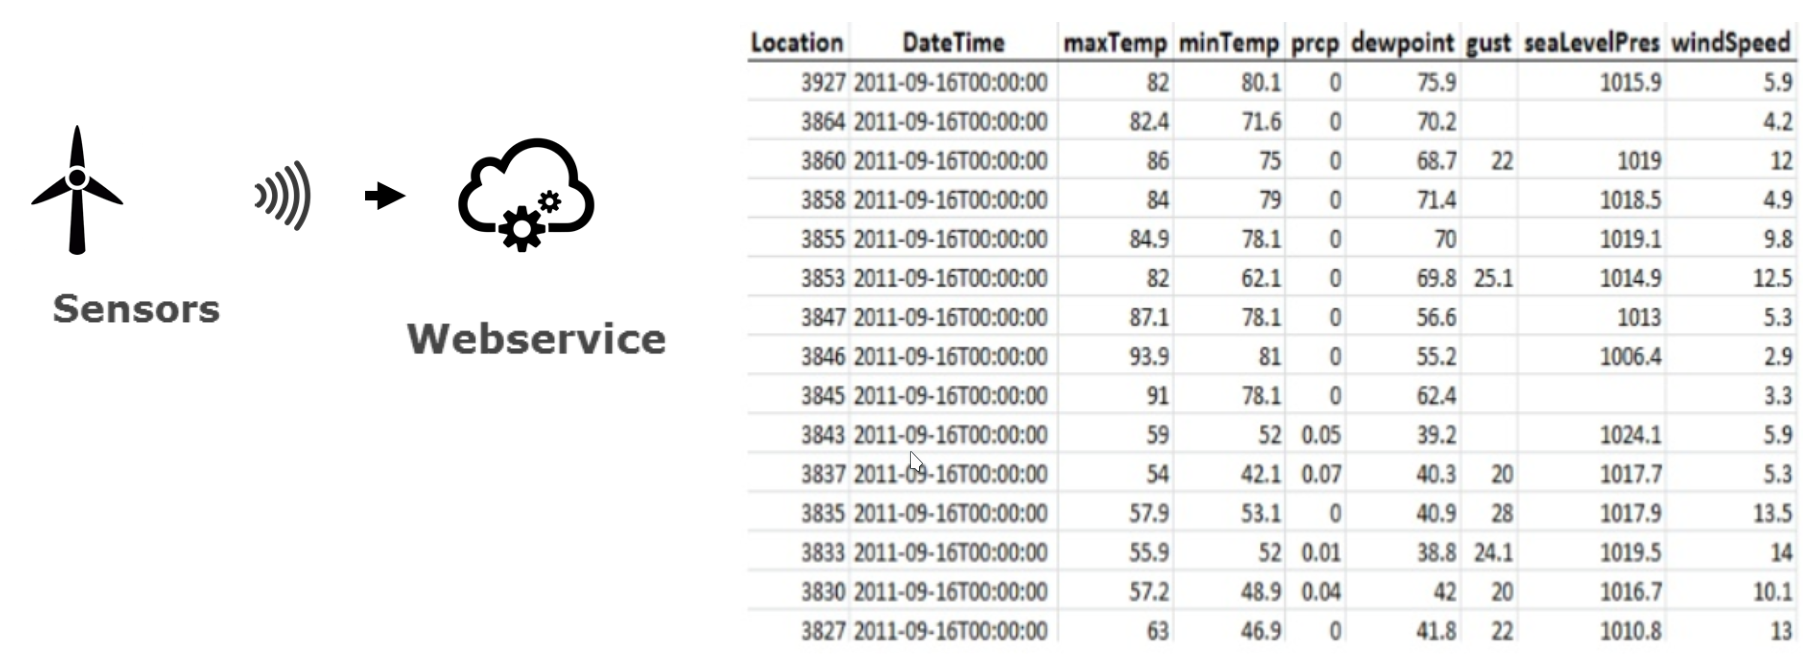 Sensors
Webservice
Location DateTime maxTemp minTemp prcp dewpoint gust seaLevelPres windSpeed
3927 2011-09-16T00:00:00 82 80.1 0 75.9 1015.9 5.9
3864 2011-09-16T00:00:00 82.4 71.6 0 70.2 4.2
3860 2011-09-16T00:00:00 86 75 0 68.7 22 1019 12
3858 2011-09-16T00:00:00 84 79 0 71.4 1018.5 4.9
3855 2011-09-16T00:00:00 84.9 78.1 0 70 1019.1 9.8
3853 2011-09-16T00:00:00 82 62.1 0 69.8 25.1 1014.9 12.5
3847 2011-09-16T00:00:00 87.1 78.1 0 56.6 1013 5.3
3846 2011-09-16T00:00:00 93.9 81 0 55.2 1006.4 2.9
3845 2011-09-16T00:00:00 91 78.1 0 62.4 3.3
3843 2011-09-16T00:00:00 59 52 0.05 39.2 1024.1 5.9
3837 2011-09-16T00:00:00 54 42.1 0.07 40.3 20 1017.7 5.3
3835 2011-09-16T00:00:00 57.9 53.1 0 40.9 28 1017.9 13.5
3833 2011-09-16T00:00:00 55.9 52 0.01 38.8 24.1 1019.5 14
3830 2011-09-16T00:00:00 57.2 48.9 0.04 42 20 1016.7 10.1
3827 2011-09-16T00:00:00 63 46.9 0 41.8 22 1010.8 13